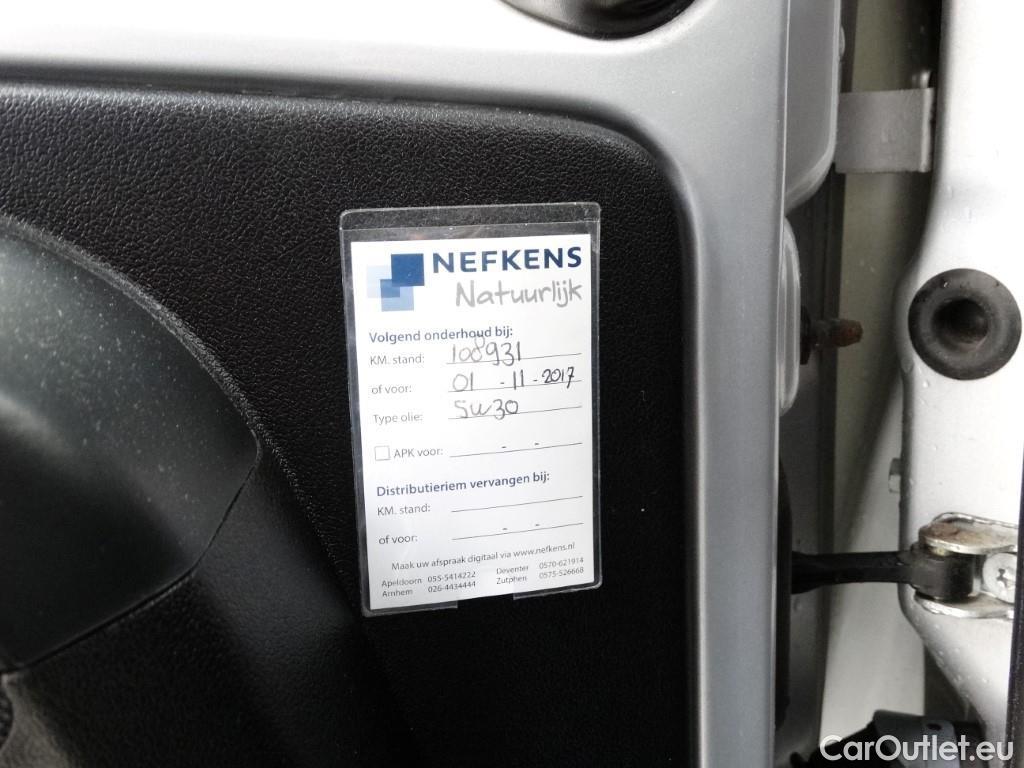 NEFKENS
Natuurlijk
Volgend onderhoud bij:
KM. stand: 108931
of voor: 01 - 11 - 2017
Type olie: 5W30
APK voor: - -
Distributieriem vervangen bij:
KM. stand:
of voor: - -
Maak uw afspraak digitaal via www.nefkens.nl
Apeldoorn 055-5414222 Deventer 0570-621914
Arnhem 026-4434444 Zutphen 0575-526668
CarOutlet.eu